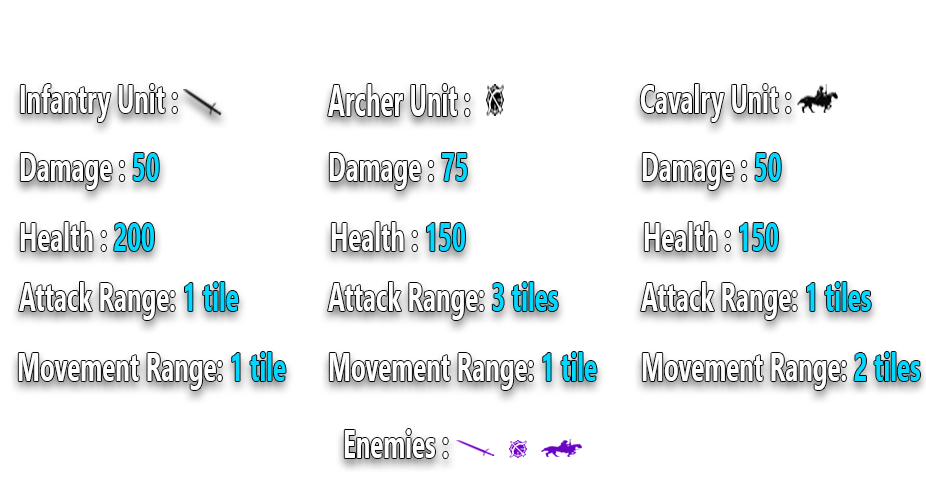 Infantry Unit :
Archer Unit :
Cavalry Unit :
Damage : 50
Damage : 75
Damage : 50
Health : 200
Health : 150
Health : 150
Attack Range: 1 tile
Attack Range: 3 tiles
Attack Range: 1 tiles
Movement Range: 1 tile
Movement Range: 1 tile
Movement Range: 2 tiles
Enemies :